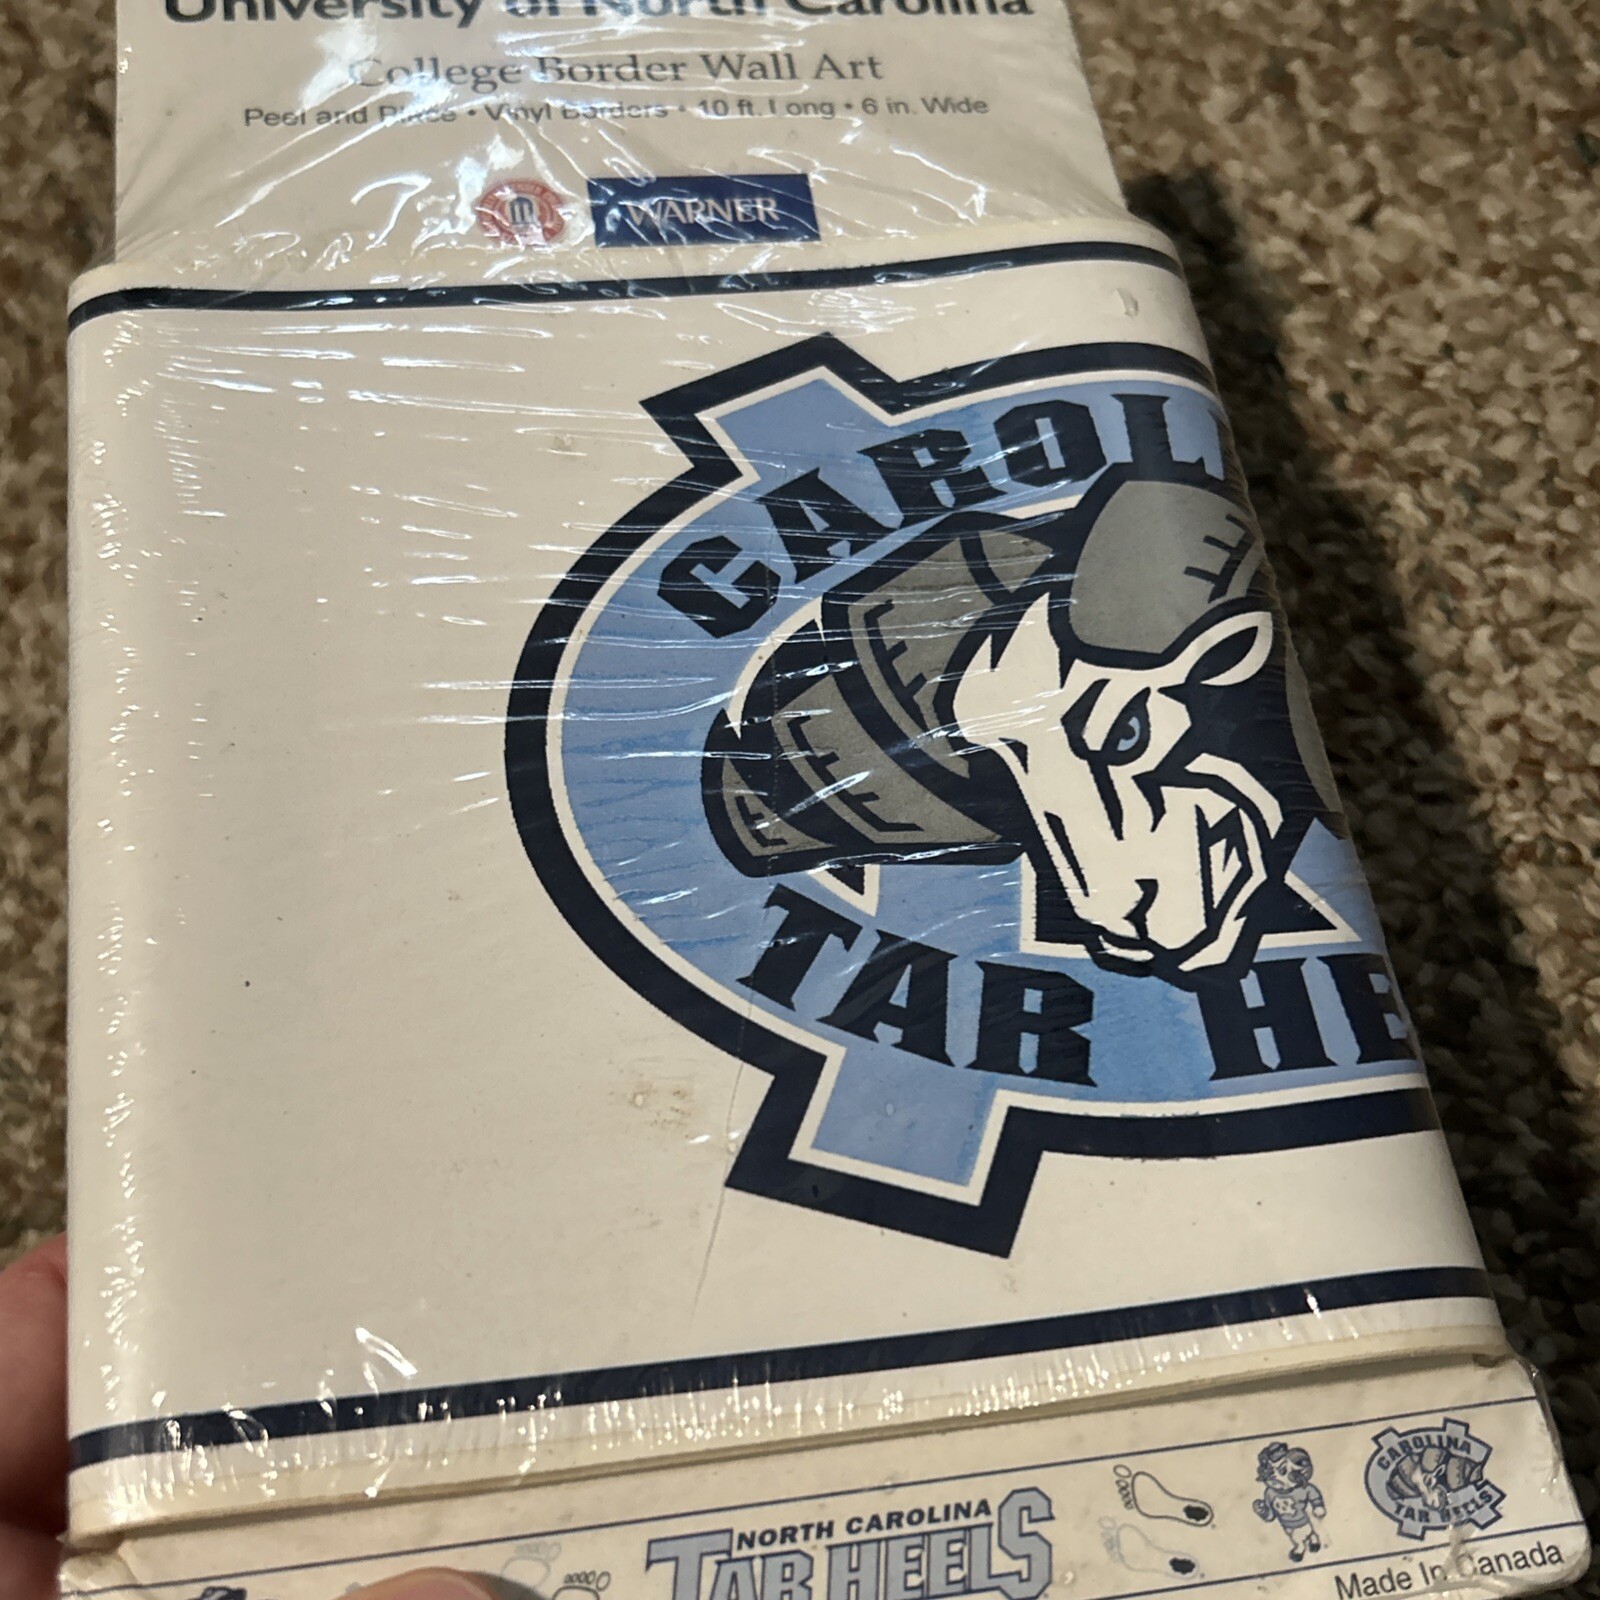 University of North Carolina
College Border Wall Art
Peel and Place • Vinyl Borders • 10 ft. Long • 6 in. Wide
WARNER
CAROLI
TAR HE
CAROLINA
TAR HEELS
NORTH CAROLINA
TAR HEELS
Made In Canada